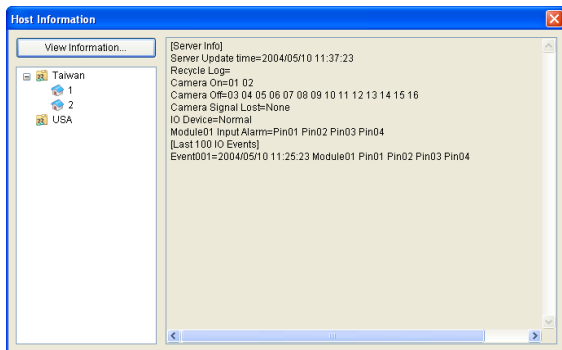 Host Information
View Information...
Taiwan
1
2
USA
[Server Info]
Server Update time=2004/05/10 11:37:23
Recycle Log=
Camera On=01 02
Camera Off=03 04 05 06 07 08 09 10 11 12 13 14 15 16
Camera Signal Lost=None
IO Device=Normal
Module01 Input Alarm=Pin01 Pin02 Pin03 Pin04
[Last 100 IO Events]
Event001=2004/05/10 11:25:23 Module01 Pin01 Pin02 Pin03 Pin04